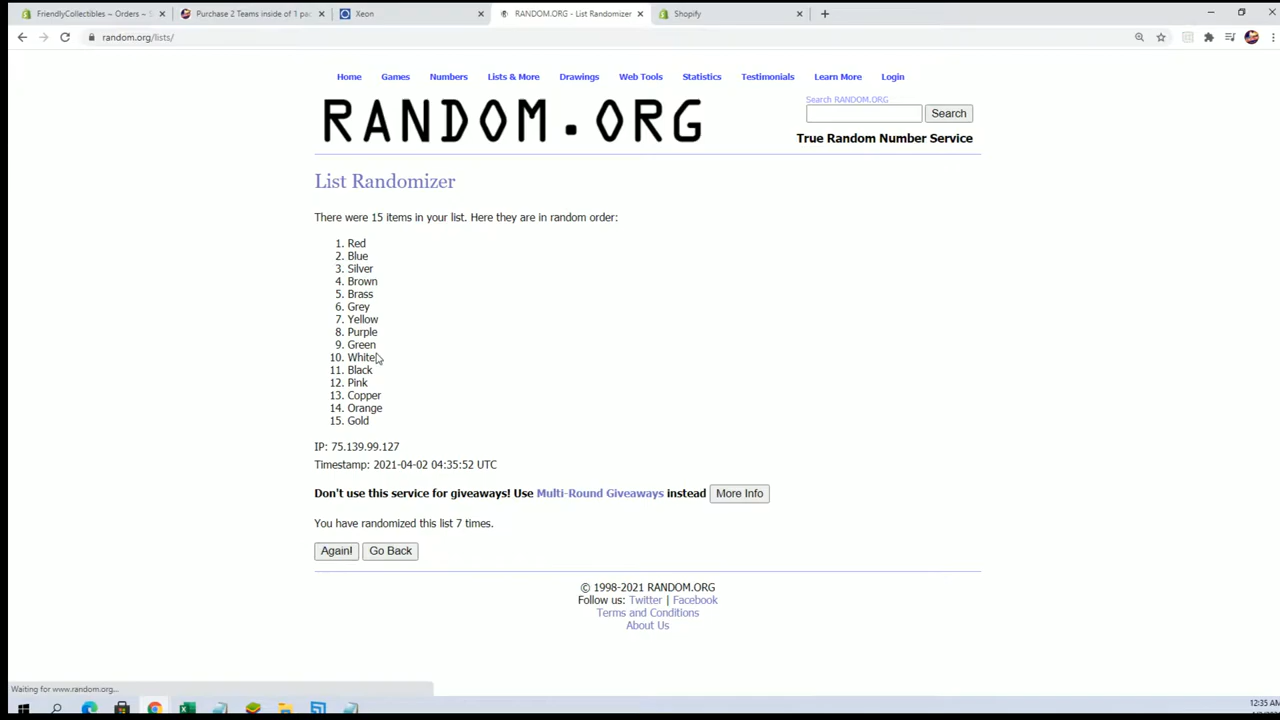 FriendlyCollectibles ~ Orders ~ S
Purchase 2 Teams inside of 1 pac
Xeon
RANDOM.ORG - List Randomizer
Shopify
random.org/lists/
Home Games Numbers Lists & More Drawings Web Tools Statistics Testimonials Learn More Login
RANDOM.ORG
Search RANDOM.ORG
Search
True Random Number Service
List Randomizer
There were 15 items in your list. Here they are in random order:
1. Red
2. Blue
3. Silver
4. Brown
5. Brass
6. Grey
7. Yellow
8. Purple
9. Green
10. White
11. Black
12. Pink
13. Copper
14. Orange
15. Gold
IP: 75.139.99.127
Timestamp: 2021-04-02 04:35:52 UTC
Don't use this service for giveaways! Use Multi-Round Giveaways instead More Info
You have randomized this list 7 times.
Again! Go Back
© 1998-2021 RANDOM.ORG
Follow us: Twitter | Facebook
Terms and Conditions
About Us
Waiting for www.random.org...
12:35 AM